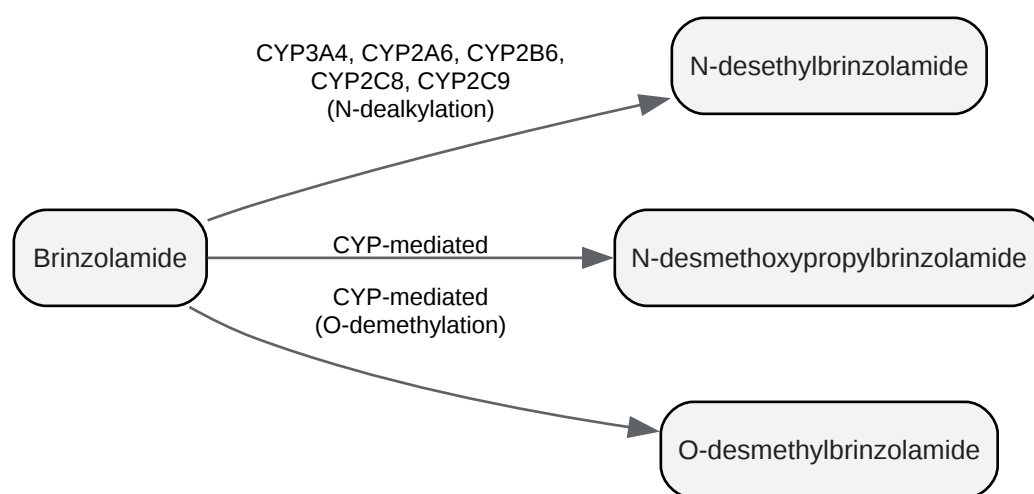 CYP3A4, CYP2A6, CYP2B6,
CYP2C8, CYP2C9
(N-dealkylation)
N-desethylbrinzolamide
Brinzolamide
CYP-mediated
N-desmethoxypropylbrinzolamide
CYP-mediated
(O-demethylation)
O-desmethylbrinzolamide